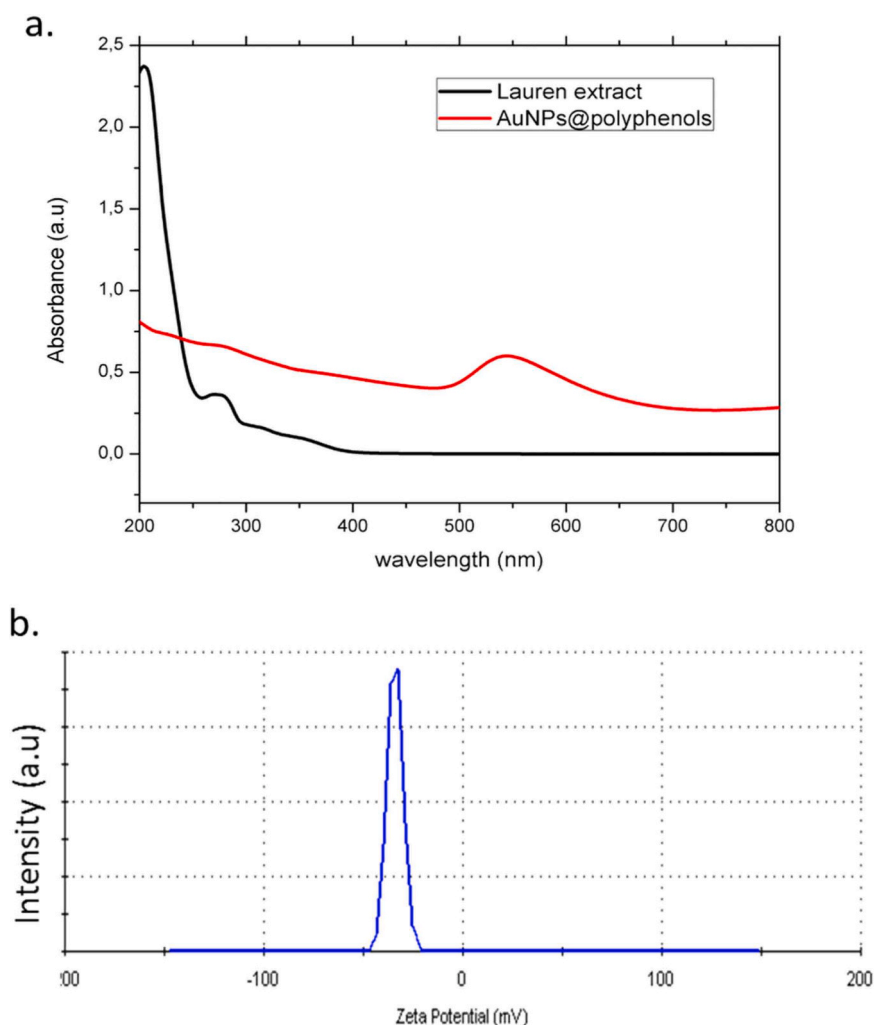 a.
2,5
2,0
1,5
1,0
0,5
0,0
Absorbance (a.u)
Lauren extract
AuNPs@polyphenols
200 300 400 500 600 700 800
wavelength (nm)
b.
Intensity (a.u)
00 -100 0 100 200
Zeta Potential (mV)